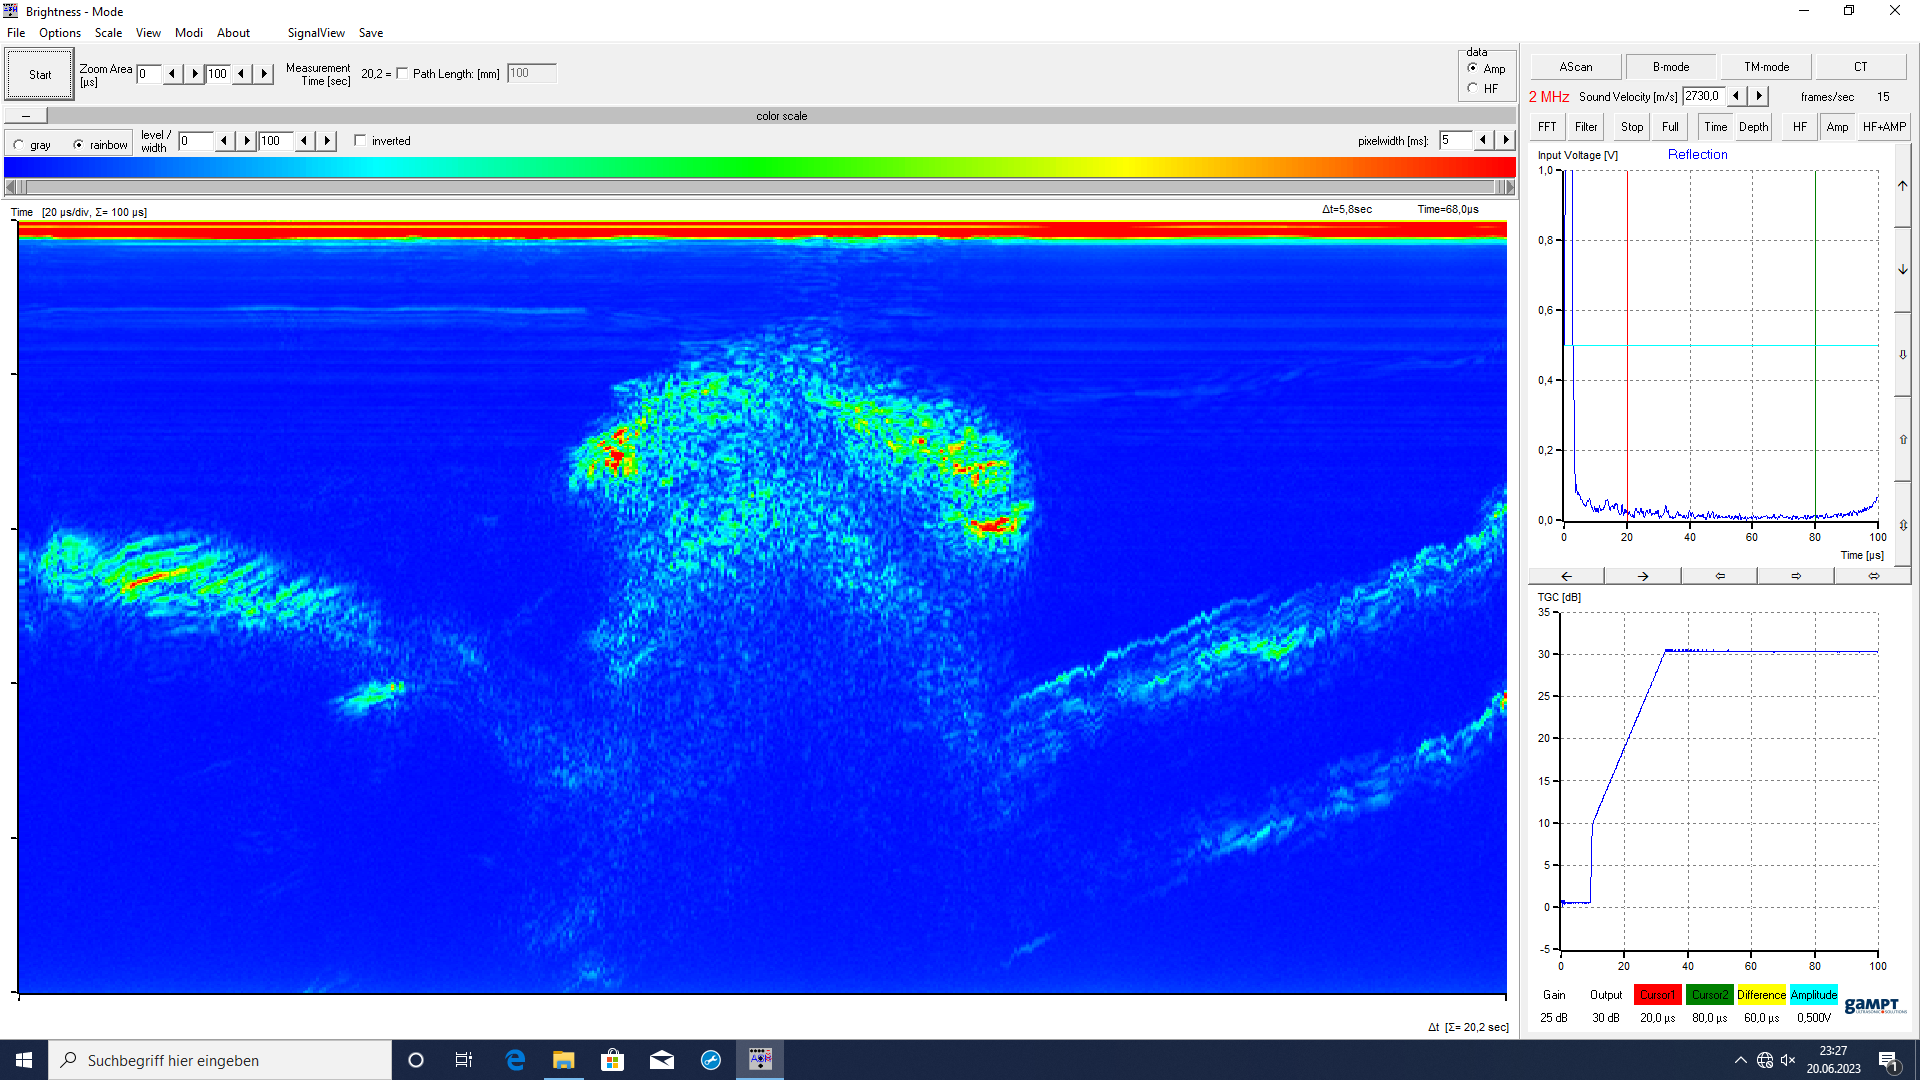 Brightness - Mode
File Options Scale View Modi About SignalView Save
Start
Zoom Area [µs]
0
100
Measurement Time [sec]
20,2 =
Path Length: [mm]
100
data
Amp
HF
color scale
gray
rainbow
level / width
0
100
inverted
pixelwidth [ms]:
5
Time [20 µs/div, Σ= 100 µs]
Δt=5,8sec
Time=68,0µs
Δt [Σ= 20,2 sec]
AScan
B-mode
TM-mode
CT
2 MHz
Sound Velocity [m/s]
2730,0
frames/sec
15
FFT
Filter
Stop
Full
Time
Depth
HF
Amp
HF+AMP
Input Voltage [V]
Reflection
1,0
0,8
0,6
0,4
0,2
0,0
0 20 40 60 80 100
Time [µs]
TGC [dB]
35
30
25
20
15
10
5
0
-5
0 20 40 60 80 100
Gain Output Cursor1 Cursor2 Difference Amplitude
25 dB 30 dB 20,0 µs 80,0 µs 60,0 µs 0,500V
GAMPT
ULTRASONIC SOLUTIONS
Suchbegriff hier eingeben
23:27
20.06.2023
1